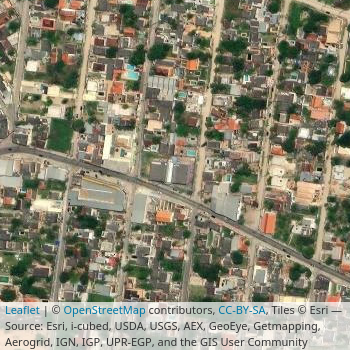 Leaflet | © OpenStreetMap contributors, CC-BY-SA, Tiles © Esri —
Source: Esri, i-cubed, USDA, USGS, AEX, GeoEye, Getmapping,
Aerogrid, IGN, IGP, UPR-EGP, and the GIS User Community